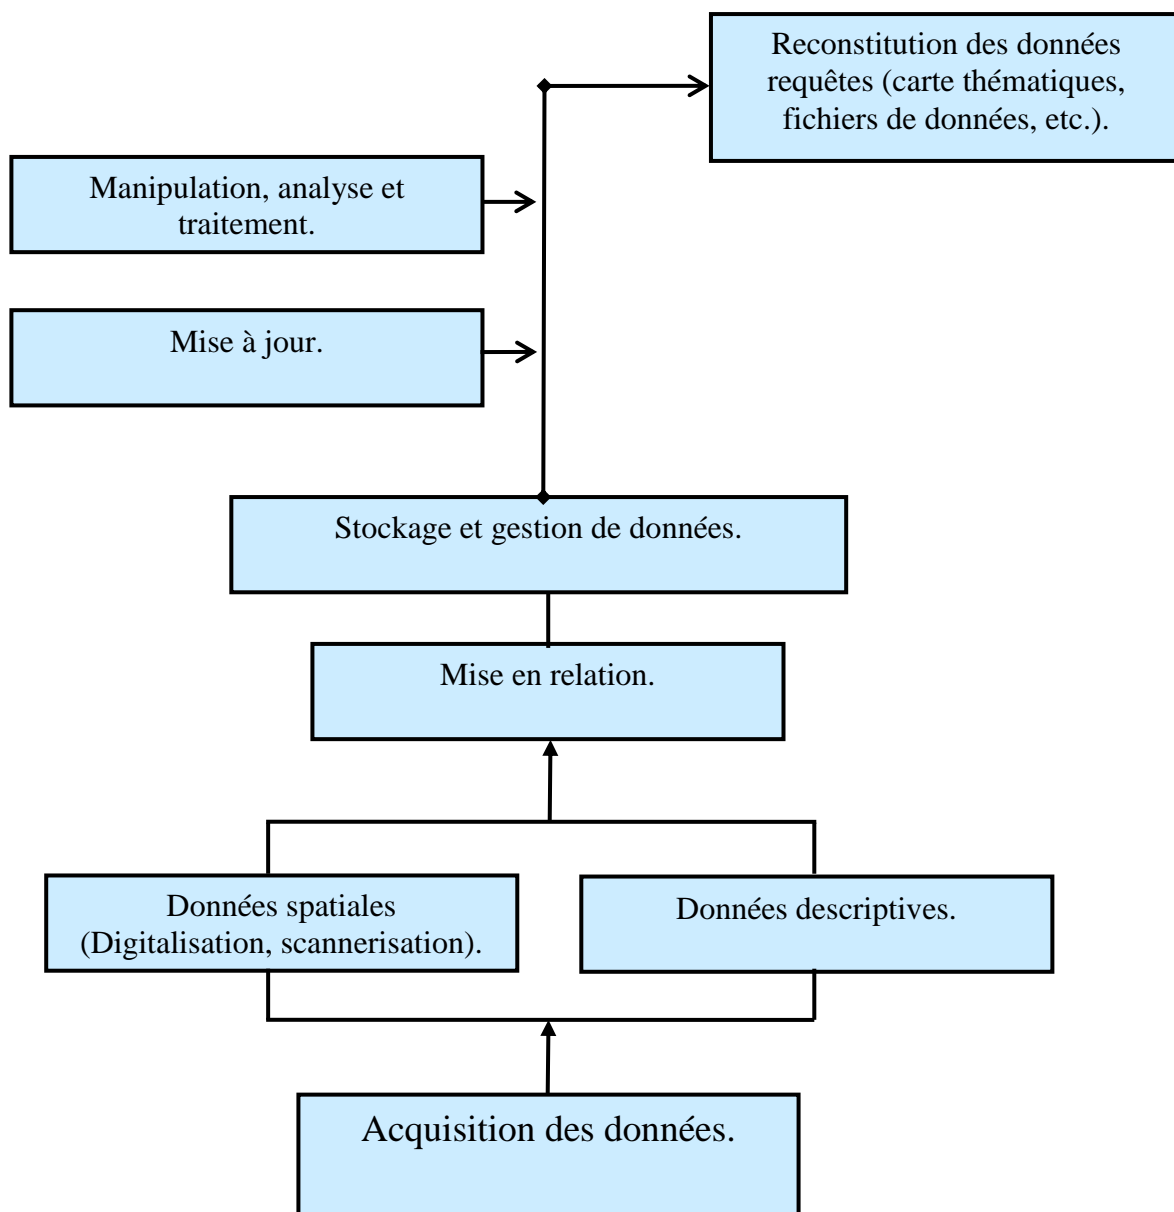 Reconstitution des données
requêtes (carte thématiques,
fichiers de données, etc.).
Manipulation, analyse et
traitement.
Mise à jour.
Stockage et gestion de données.
Mise en relation.
Données spatiales
(Digitalisation, scannerisation).
Données descriptives.
Acquisition des données.